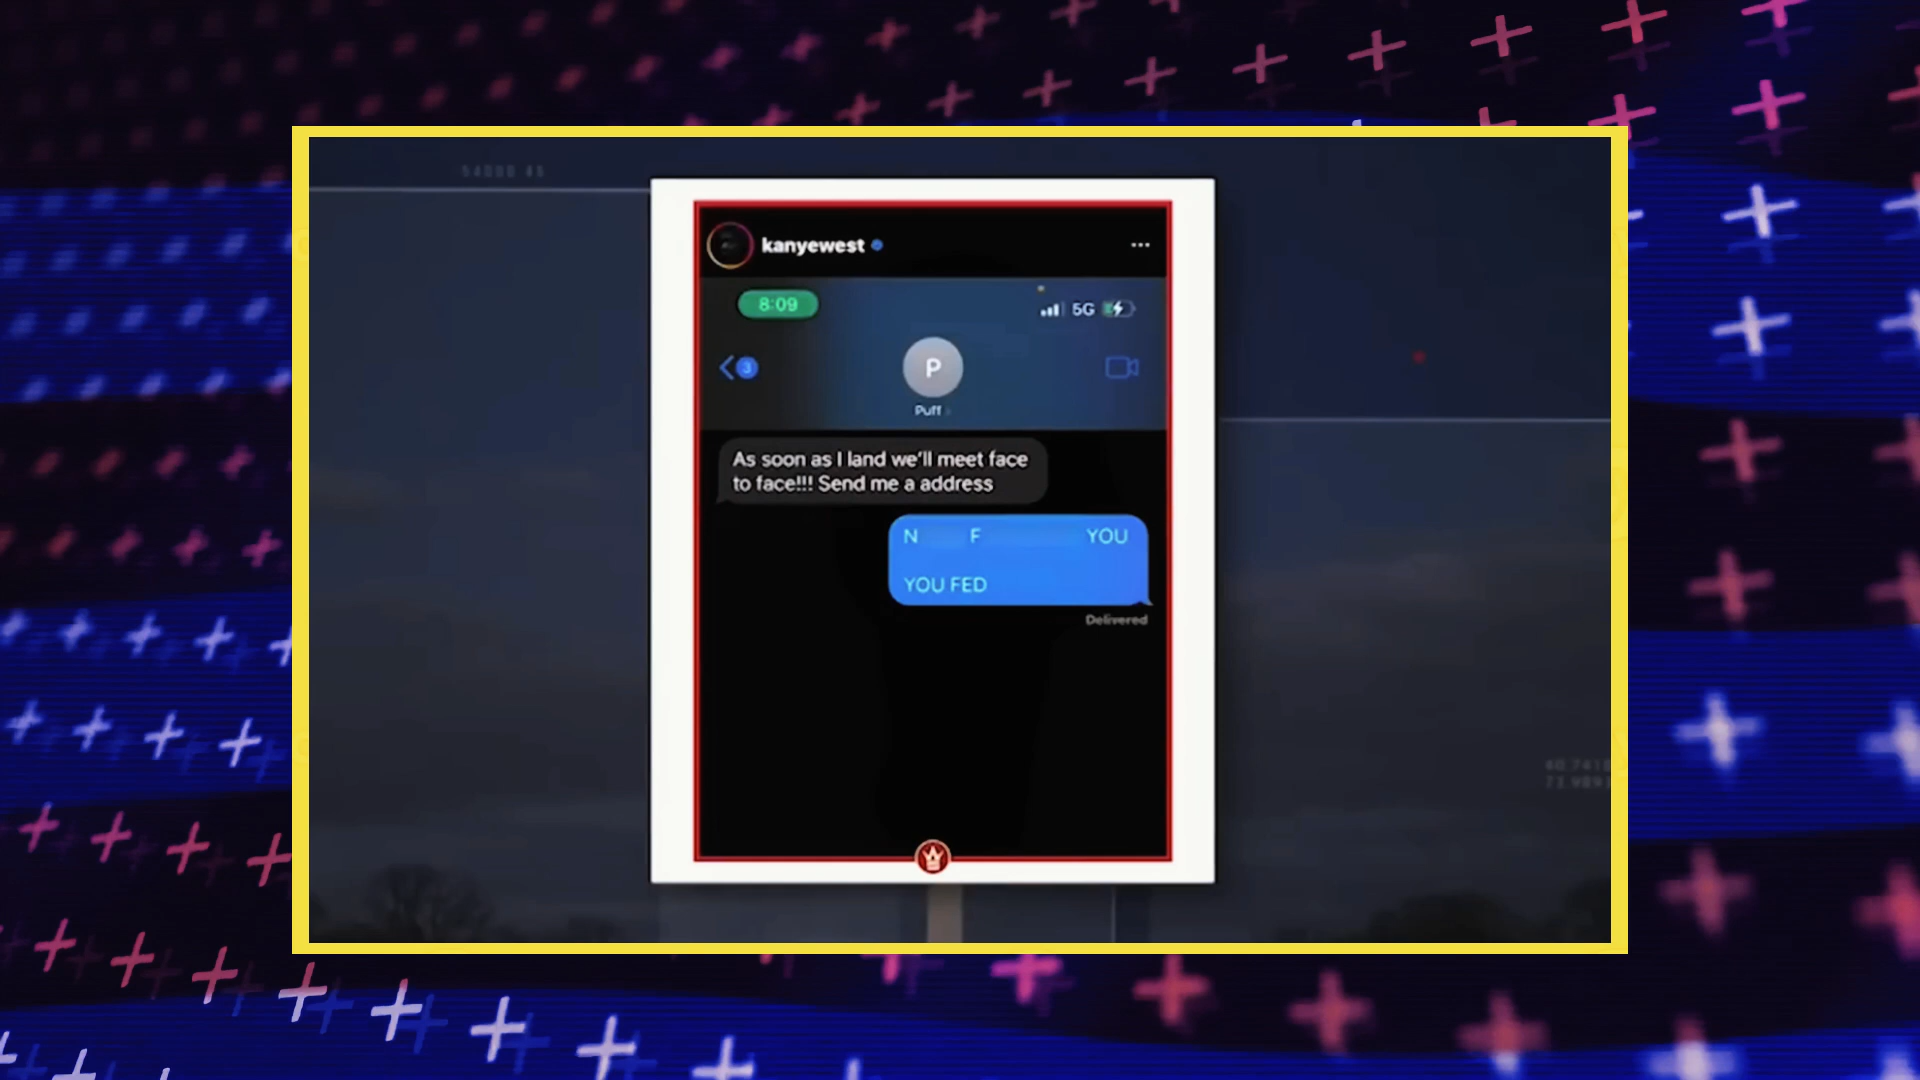 kanyewest
8:09
5G
3
P
Puff
As soon as I land we'll meet face
to face!!! Send me a address
N F YOU
YOU FED
Delivered